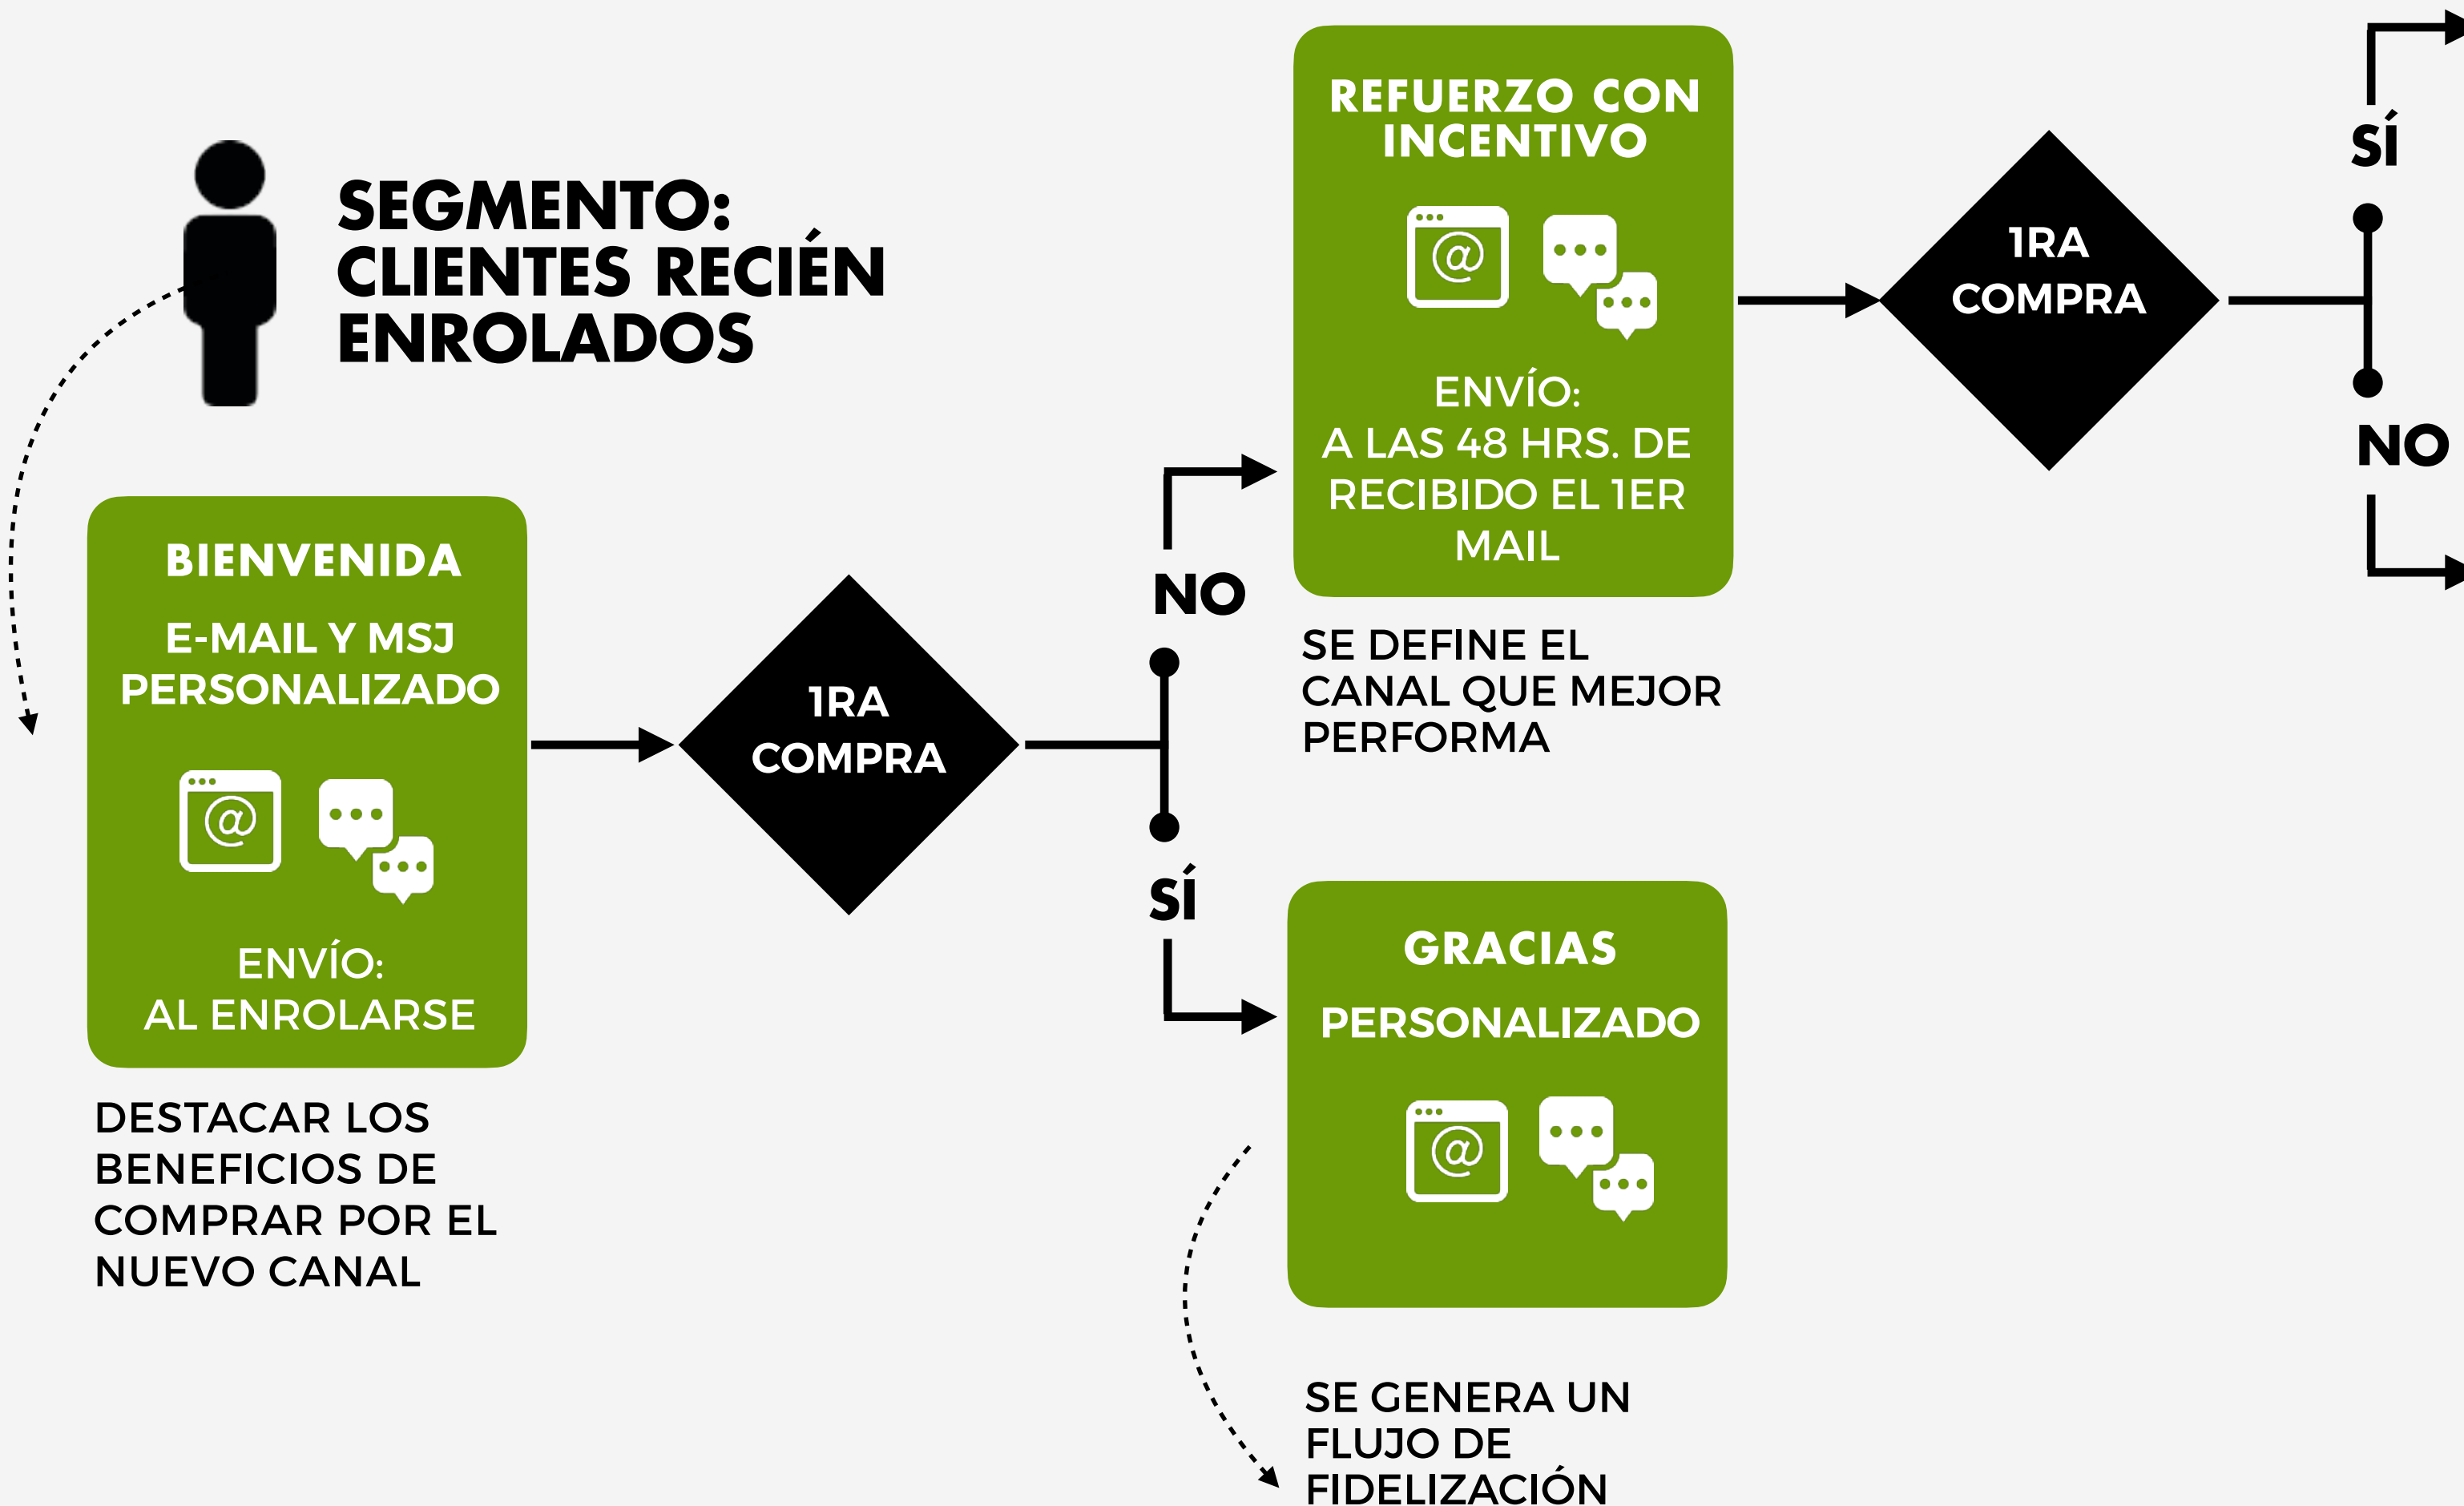 SEGMENTO:
CLIENTES RECIÉN
ENROLADOS
BIENVENIDA
E-MAIL Y MSJ
PERSONALIZADO
@
ENVÍO:
AL ENROLARSE
DESTACAR LOS
BENEFICIOS DE
COMPRAR POR EL
NUEVO CANAL
1RA
COMPRA
NO
SÍ
REFUERZO CON
INCENTIVO
@
ENVÍO:
A LAS 48 HRS. DE
RECIBIDO EL 1ER
MAIL
SE DEFINE EL
CANAL QUE MEJOR
PERFORMA
GRACIAS
PERSONALIZADO
@
SE GENERA UN
FLUJO DE
FIDELIZACIÓN
1RA
COMPRA
SÍ
NO